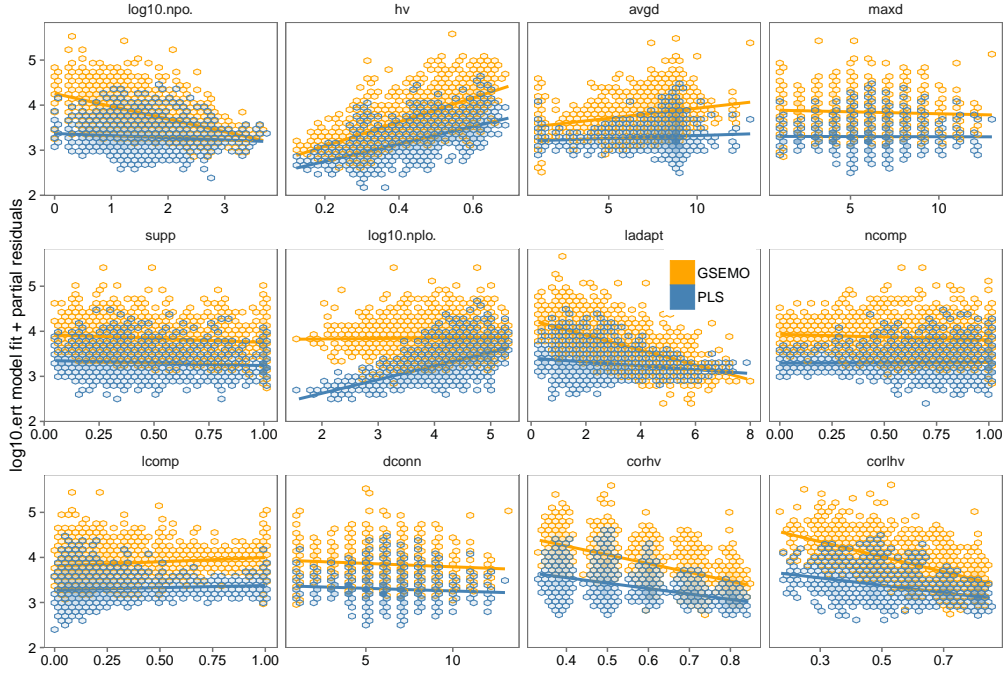 log10.npo. hv avgd maxd
5
4
3
2
0 1 2 3 0.2 0.4 0.6 5 10 5 10
supp log10.nplo. ladapt ncomp
GSEMO
PLS
5
4
3
2
0.00 0.25 0.50 0.75 1.00 2 3 4 5 0 2 4 6 8 0.00 0.25 0.50 0.75 1.00
lcomp dconn corhv corlhv
5
4
3
2
0.00 0.25 0.50 0.75 1.00 5 10 0.4 0.5 0.6 0.7 0.8 0.3 0.5 0.7
log10.ert model fit + partial residuals